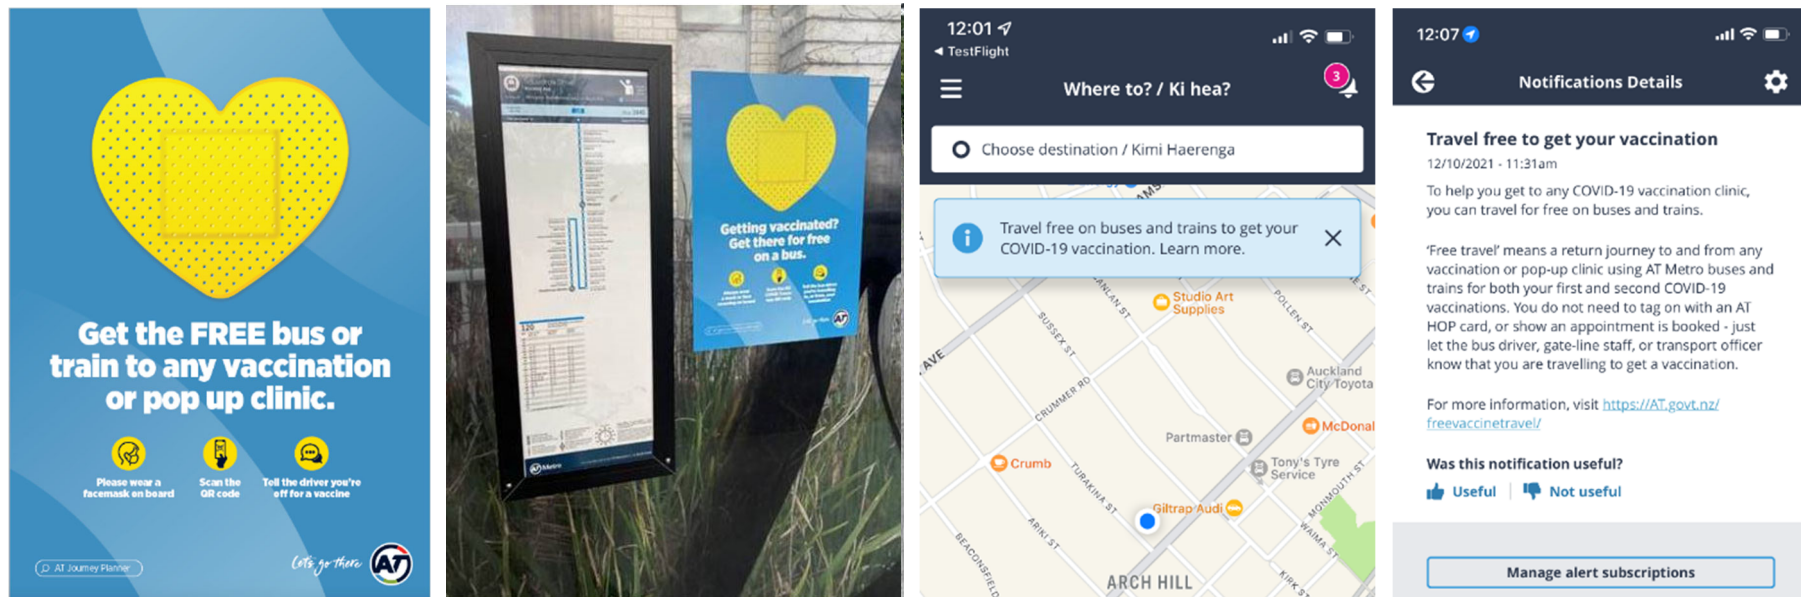 Get the FREE bus or
train to any vaccination
or pop up clinic.
Please wear a
facemask on board
Scan the
QR code
Tell the driver you're
off for a vaccine
AT Journey Planner
Let's go there
AT
120
AT Metro
Getting vaccinated?
Get there for free
on a bus.
AT
12:01
TestFlight
Where to? / Ki hea?
3
Choose destination / Kimi Haerenga
Travel free on buses and trains to get your
COVID-19 vaccination. Learn more.
Studio Art
Supplies
POLLEN ST
SUSSEX ST
AVE
Auckland
City Toyota
CRUMMER RD
McDonal
Partmaster
Crumb
Tony's Tyre
Service
TURAKINA ST
MONMOUTH ST
Giltrap Audi
ARIKI ST
WAIMA ST
BEACONSFIELD
ARCH HILL
KIRK ST
12:07
Notifications Details
Travel free to get your vaccination
12/10/2021 - 11:31am
To help you get to any COVID-19 vaccination clinic,
you can travel for free on buses and trains.
'Free travel' means a return journey to and from any
vaccination or pop-up clinic using AT Metro buses and
trains for both your first and second COVID-19
vaccinations. You do not need to tag on with an AT
HOP card, or show an appointment is booked - just
let the bus driver, gate-line staff, or transport officer
know that you are travelling to get a vaccination.
For more information, visit https://AT.govt.nz/
freevaccinetravel/
Was this notification useful?
Useful
Not useful
Manage alert subscriptions